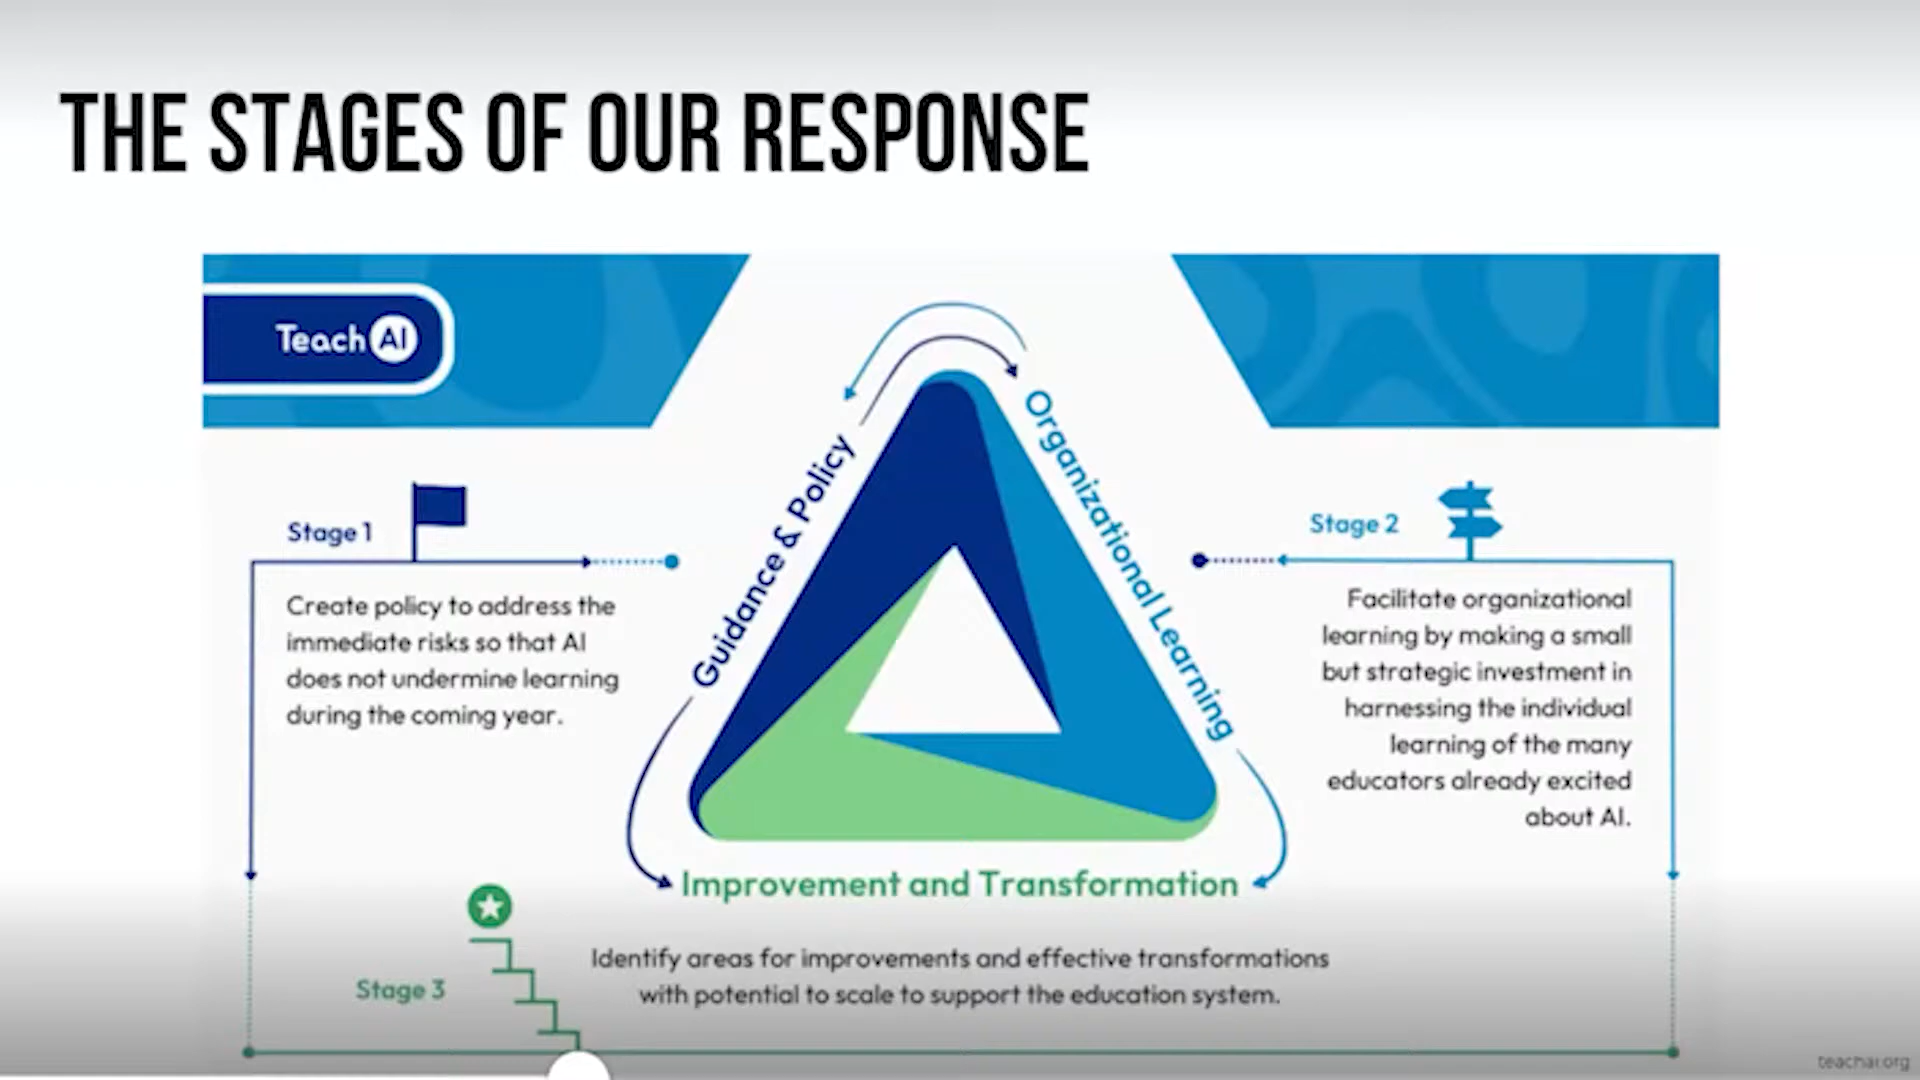 THE STAGES OF OUR RESPONSE
Teach AI
Guidance & Policy
Organizational Learning
Stage 1
Create policy to address the
immediate risks so that AI
does not undermine learning
during the coming year.
Stage 2
Facilitate organizational
learning by making a small
but strategic investment in
harnessing the individual
learning of the many
educators already excited
about AI.
Improvement and Transformation
Stage 3
Identify areas for improvements and effective transformations
with potential to scale to support the education system.
teachai.org